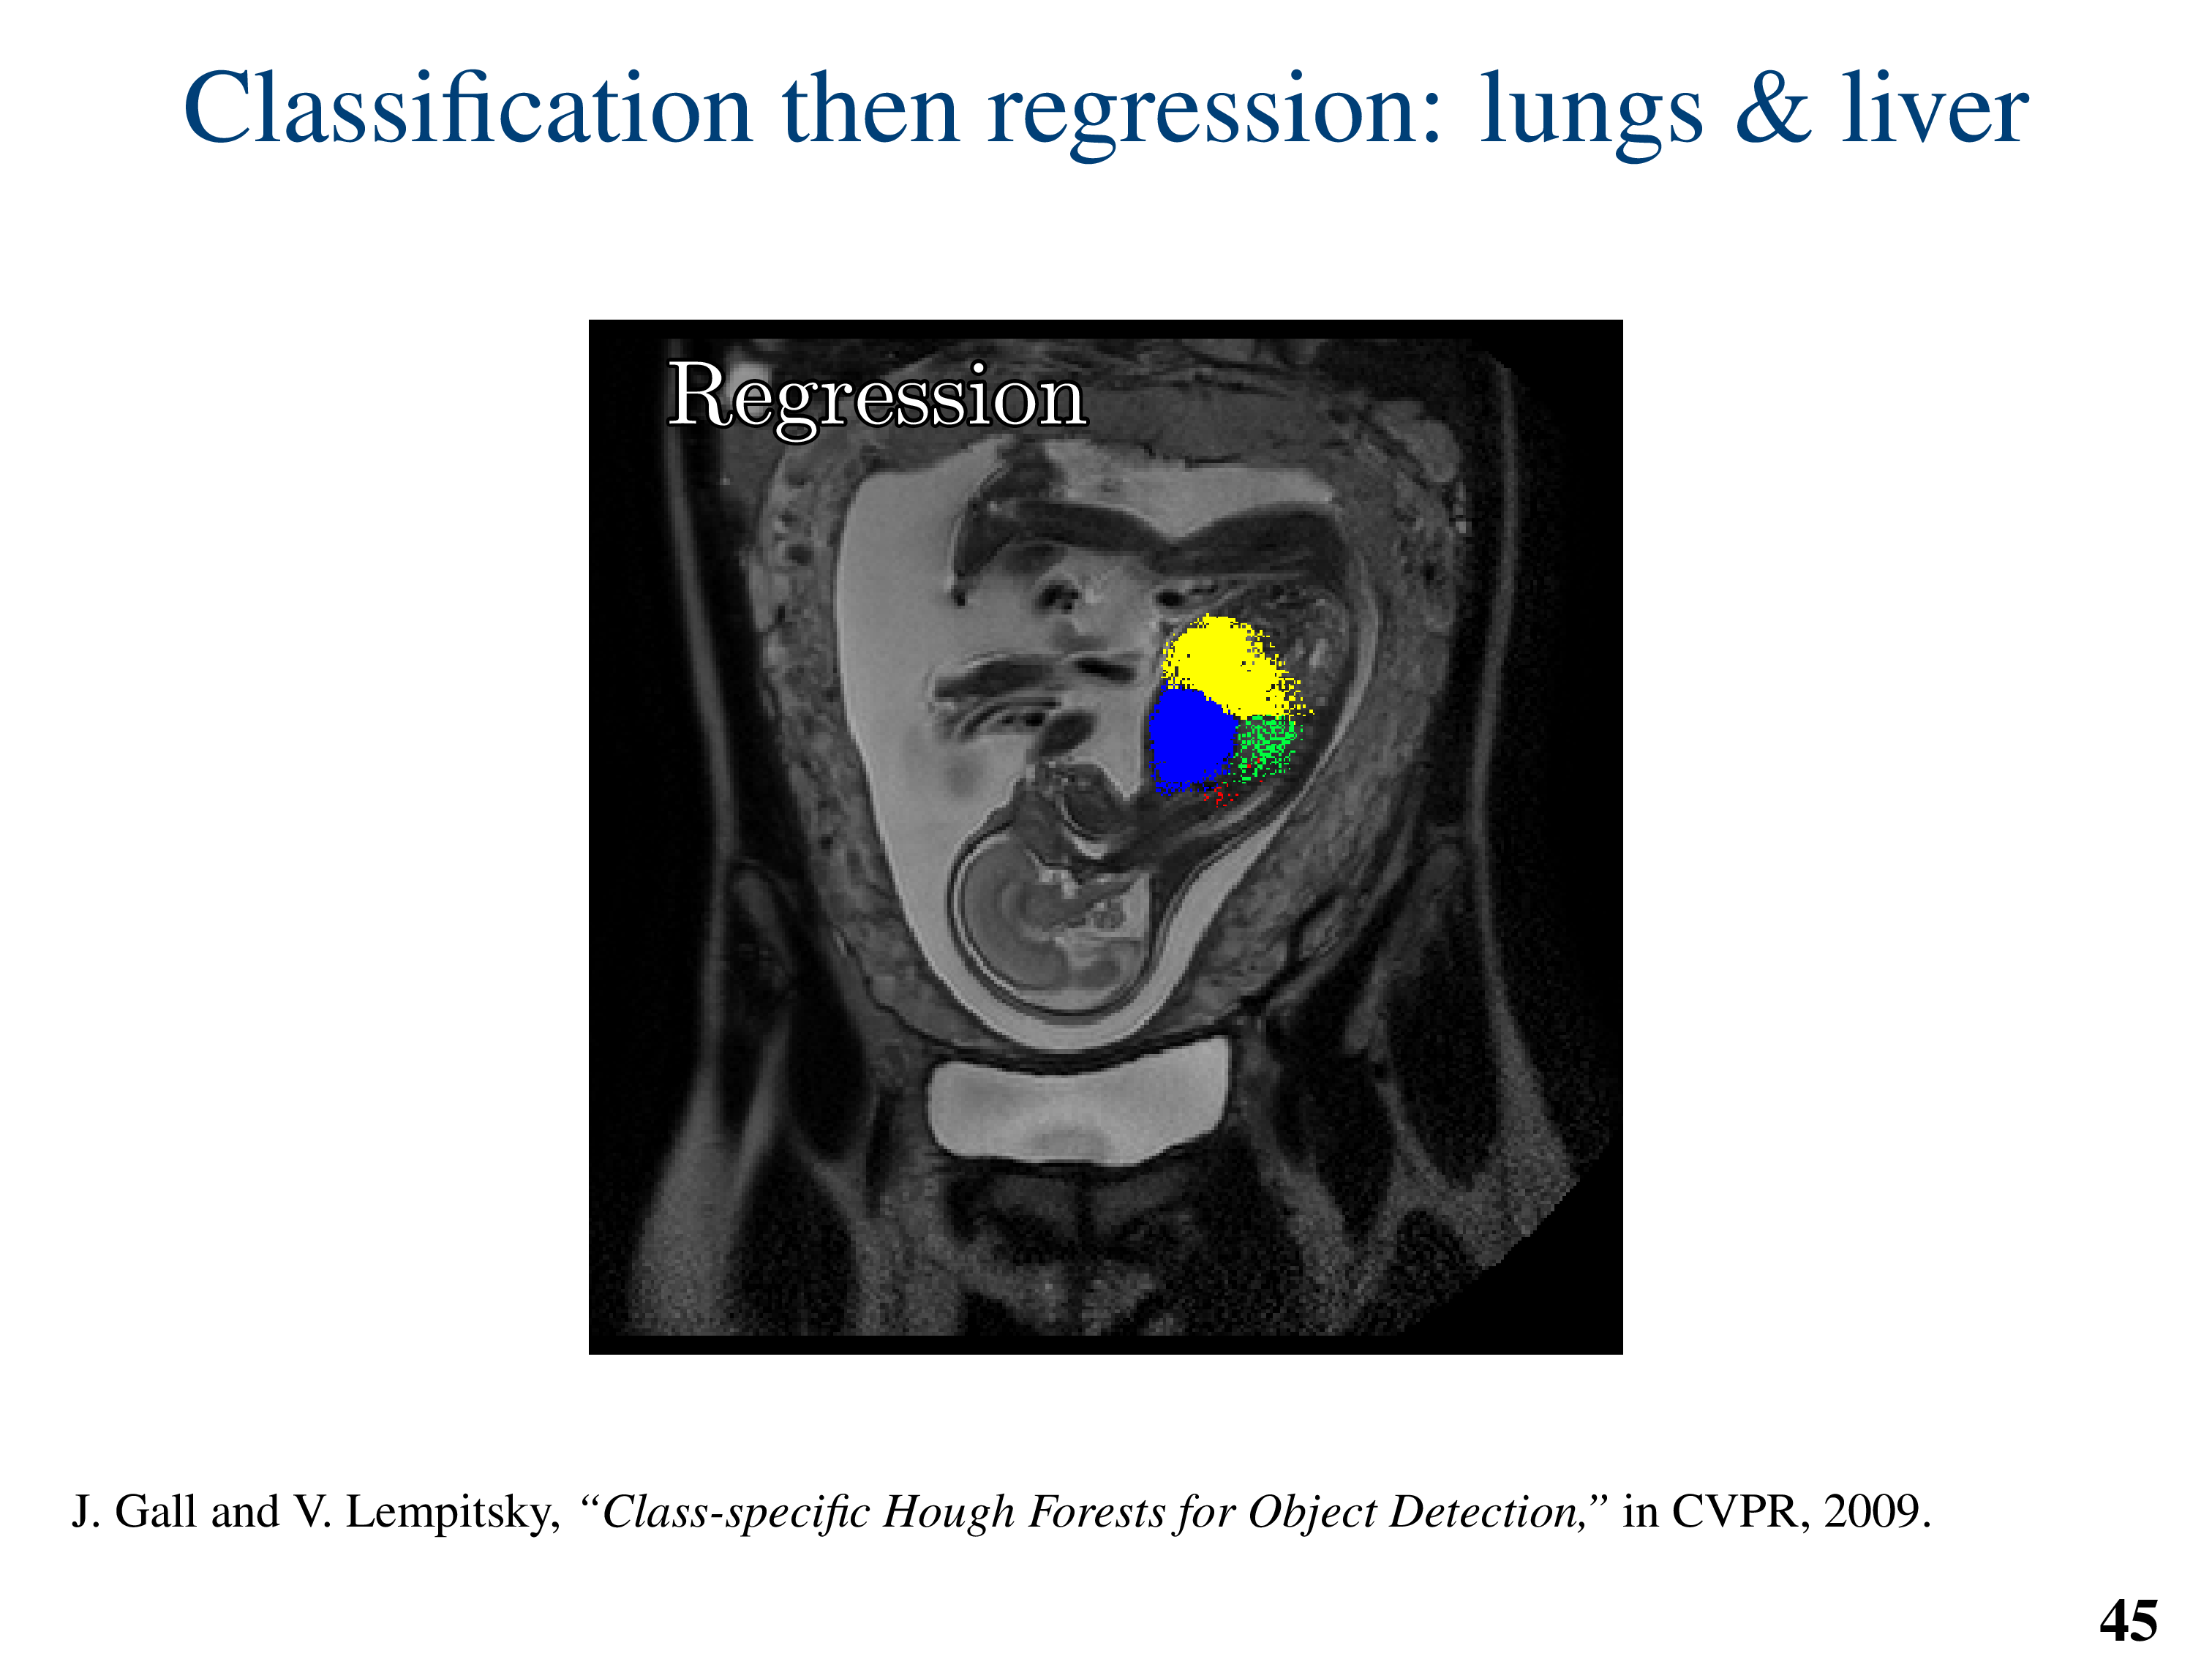 Classification then regression: lungs & liver
Regression
J. Gall and V. Lempitsky, “Class-specific Hough Forests for Object Detection,” in CVPR, 2009.
45